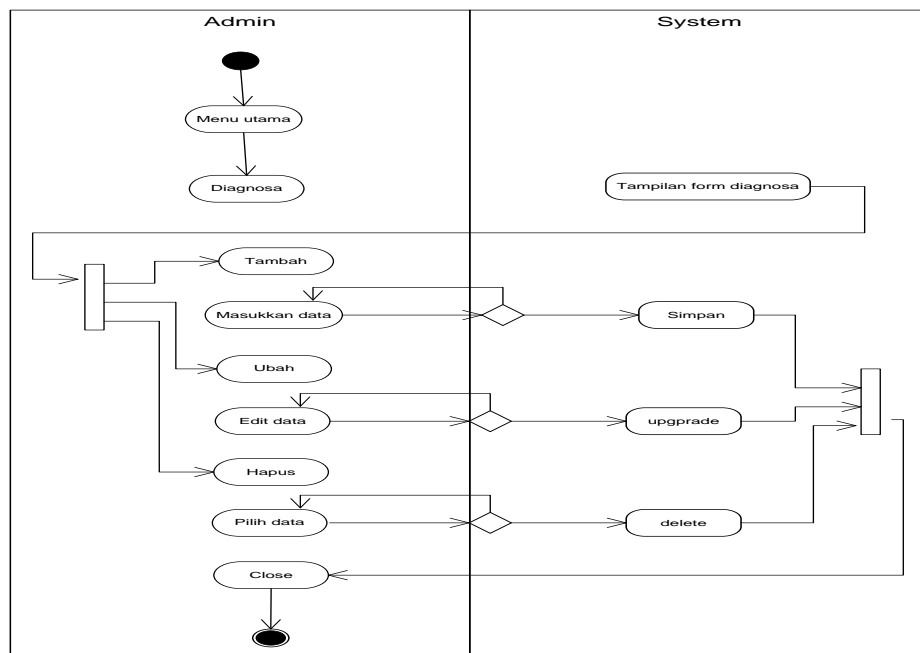 Admin
System
Menu utama
Diagnosa
Tampilan form diagnosa
Tambah
Masukkan data
Simpan
Ubah
Edit data
upgprade
Hapus
Pilih data
delete
Close